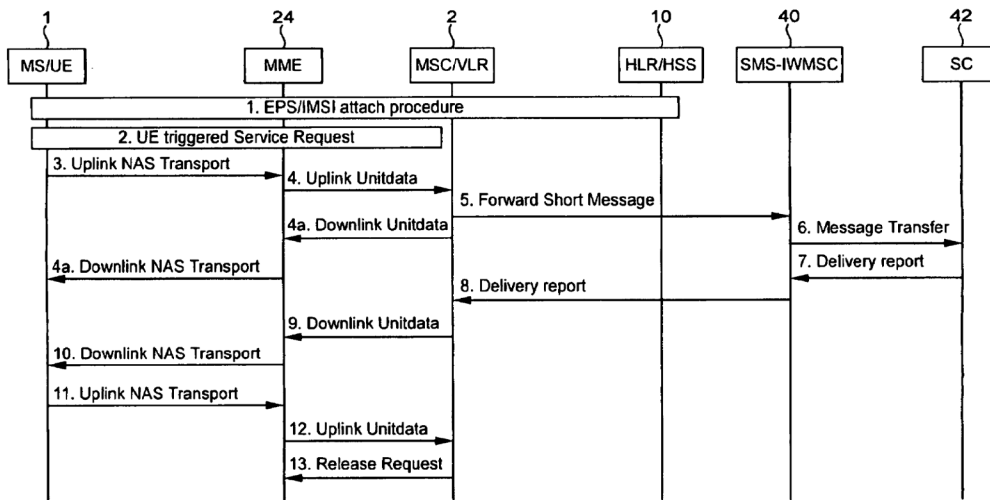 1 24 2 10 40 42
MS/UE MME MSC/VLR HLR/HSS SMS-IWMSC SC
1. EPS/IMSI attach procedure
2. UE triggered Service Request
3. Uplink NAS Transport
4. Uplink Unitdata
5. Forward Short Message
4a. Downlink Unitdata
6. Message Transfer
4a. Downlink NAS Transport
7. Delivery report
8. Delivery report
9. Downlink Unitdata
10. Downlink NAS Transport
11. Uplink NAS Transport
12. Uplink Unitdata
13. Release Request